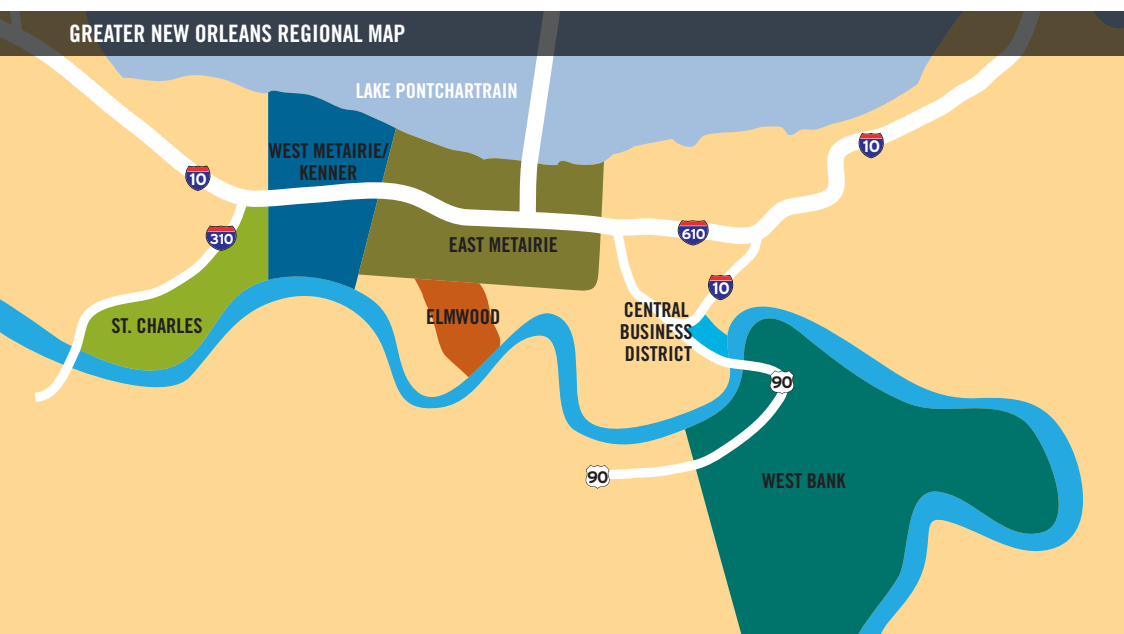 GREATER NEW ORLEANS REGIONAL MAP
LAKE PONTCHARTRAIN
10
WEST METAIRIE/
KENNER
10
310
610
EAST METAIRIE
10
CENTRAL
BUSINESS
DISTRICT
ELMWOOD
ST. CHARLES
90
90
WEST BANK